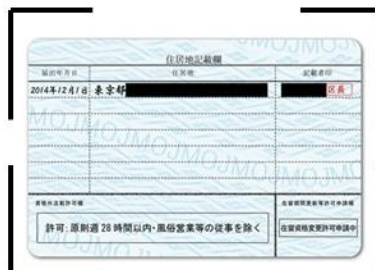 住居地記載欄
届出年月日 住居地 記載者印
2014年12月1日 東京都 区長
資格外活動許可欄 在留期間更新等許可申請欄
許可:原則週28時間以内・風俗営業等の従事を除く 在留資格変更許可申請中